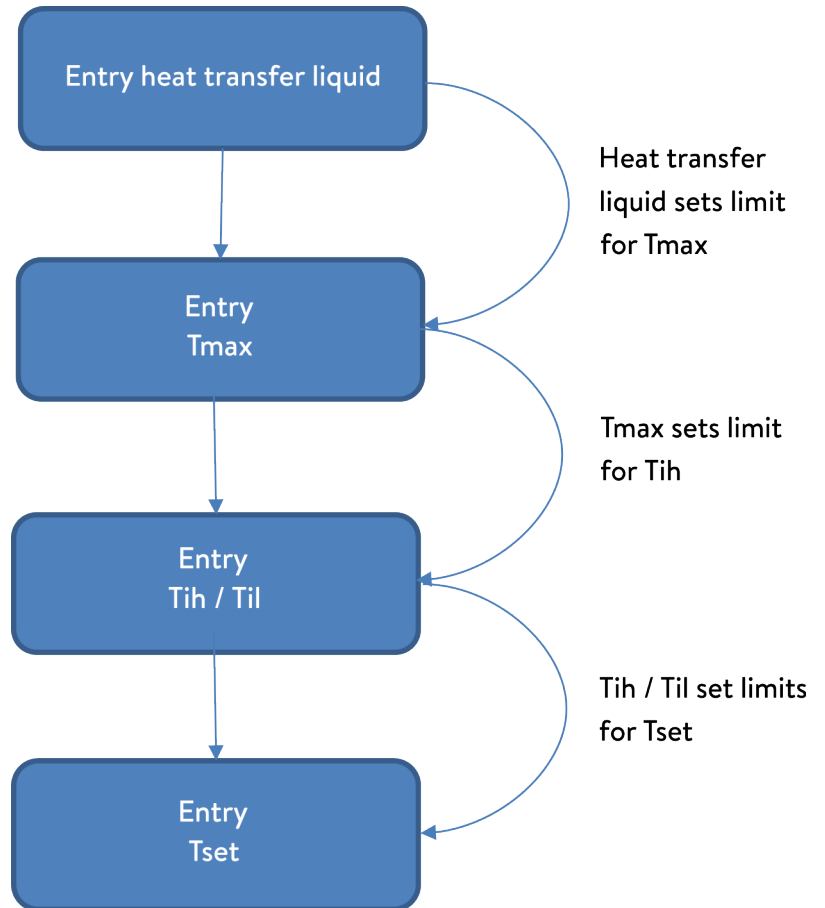 Entry heat transfer liquid
Heat transfer
liquid sets limit
for Tmax
Entry
Tmax
Tmax sets limit
for Tih
Entry
Tih / Til
Tih / Til set limits
for Tset
Entry
Tset